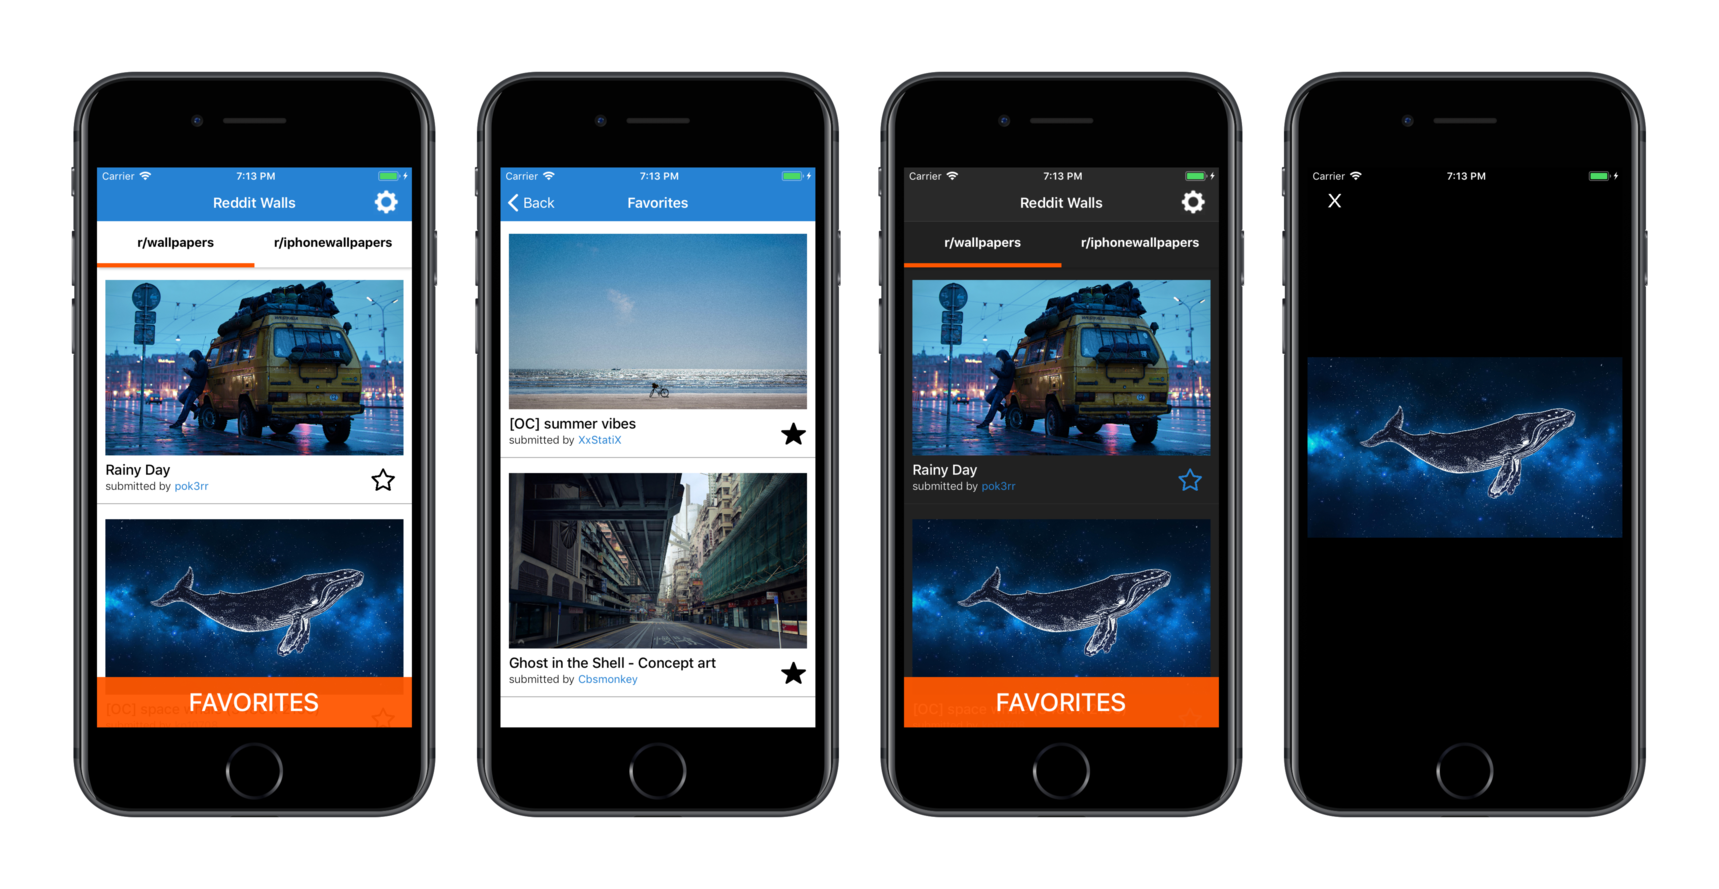 Carrier 7:13 PM
Reddit Walls
r/wallpapers r/iphonewallpapers
Rainy Day
submitted by pok3rr
[OC] space
FAVORITES
Carrier 7:13 PM
Back Favorites
[OC] summer vibes
submitted by XxStatiX
Ghost in the Shell - Concept art
submitted by Cbsmonkey
Carrier 7:13 PM
Reddit Walls
r/wallpapers r/iphonewallpapers
Rainy Day
submitted by pok3rr
[OC] space
FAVORITES
Carrier 7:13 PM
X